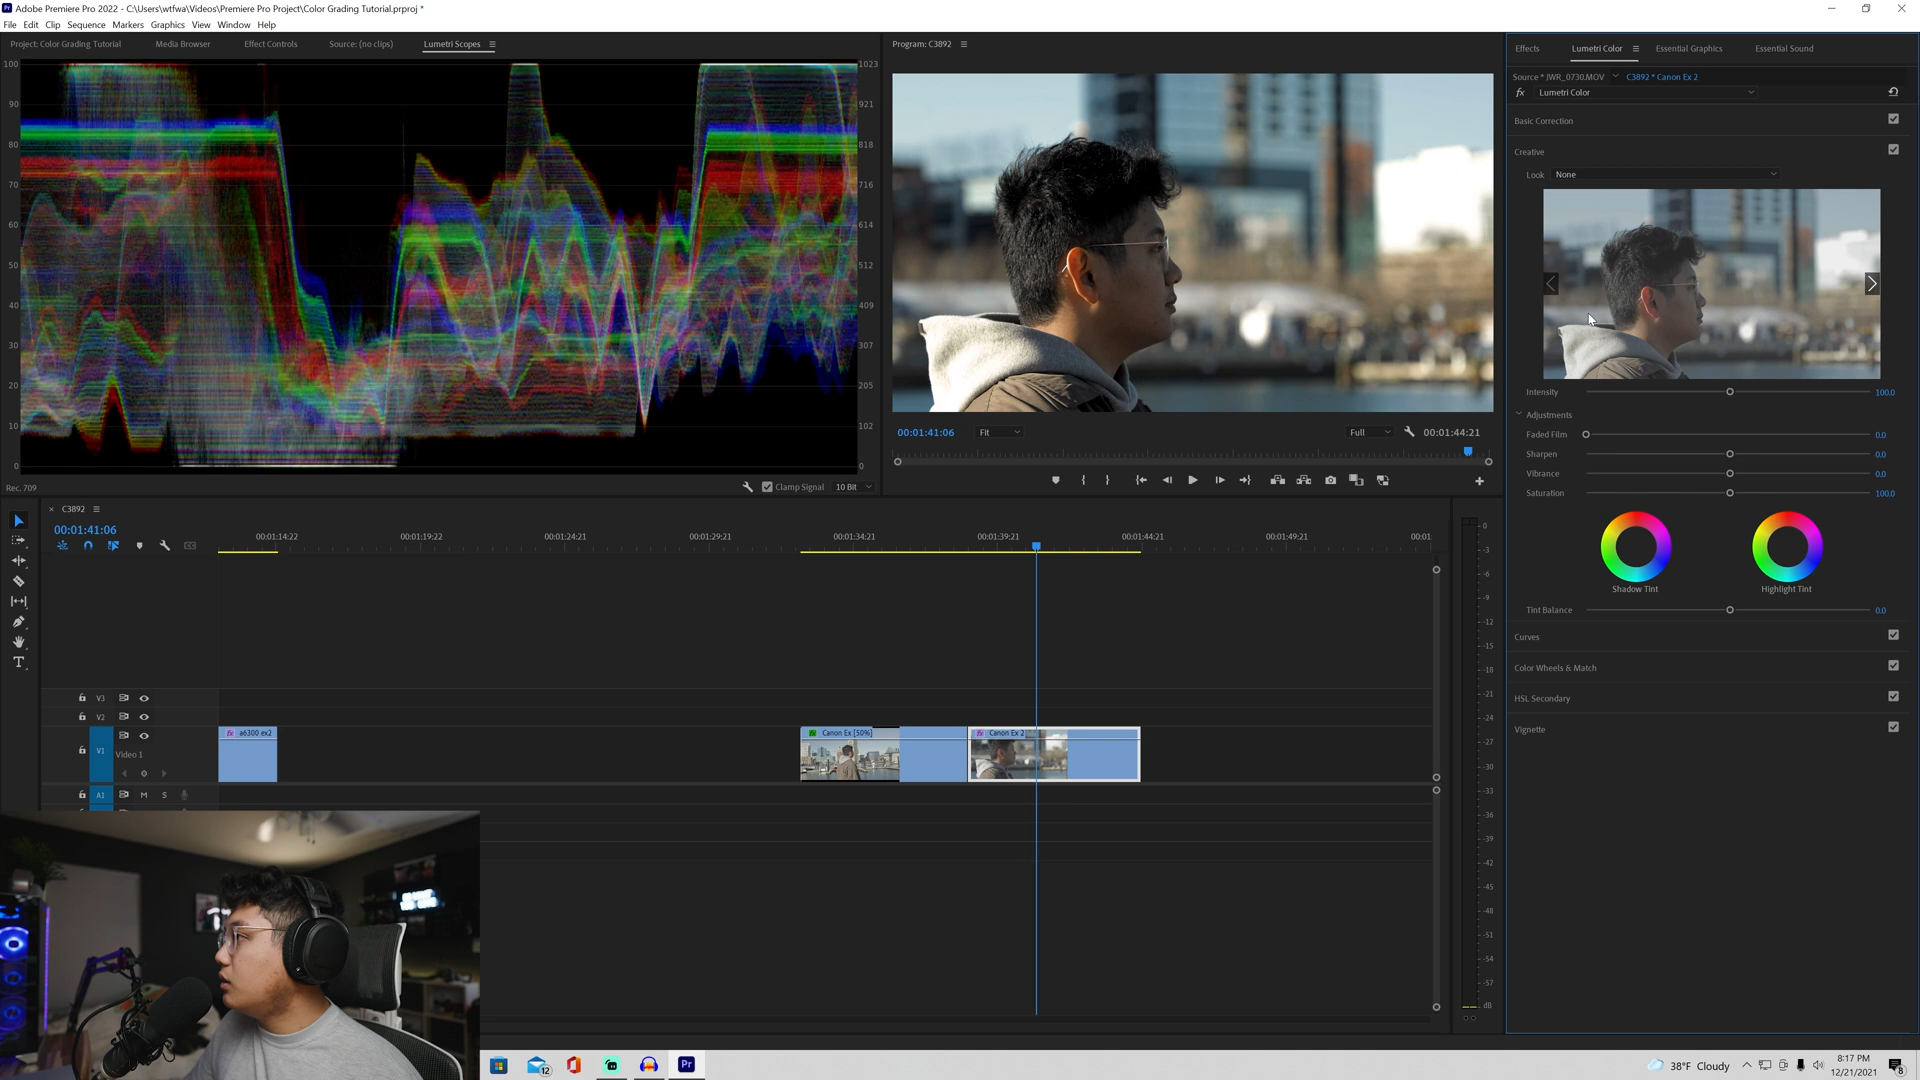 Adobe Premiere Pro 2022 - C:\Users\wtfwa\Videos\Premiere Pro Project\Color Grading Tutorial.prproj *
File Edit Clip Sequence Markers Graphics View Window Help
Project: Color Grading Tutorial Media Browser Effect Controls Source: (no clips) Lumetri Scopes
Program: C3892
Effects Lumetri Color Essential Graphics Essential Sound
Source * JWR_0730.MOV C3892 * Canon Ex 2
fx Lumetri Color
Basic Correction
Creative
Look None
Intensity 100.0
Adjustments
Faded Film 0.0
Sharpen 0.0
Vibrance 0.0
Saturation 100.0
Shadow Tint Highlight Tint
Tint Balance 0.0
Curves
Color Wheels & Match
HSL Secondary
Vignette
100 1023
90 921
80 818
70 716
60 614
50 512
40 409
30 307
20 205
10 102
0 0
Rec. 709 Clamp Signal 10 Bit
00:01:41:06 Fit Full 00:01:44:21
C3892
00:01:41:06
00:01:14:22 00:01:19:22 00:01:24:21 00:01:29:21 00:01:34:21 00:01:39:21 00:01:44:21 00:01:49:21 00:01:
V3
V2
V1 Video 1
A1 M S
fx a6300 ex2
fx Canon Ex [50%]
fx Canon Ex 2
0
-3
-6
-9
-12
-15
-18
-21
-24
-27
-30
-33
-36
-39
-42
-45
-48
-51
-54
-57
dB
12
Pr
38°F Cloudy
8:17 PM
12/21/2021
8